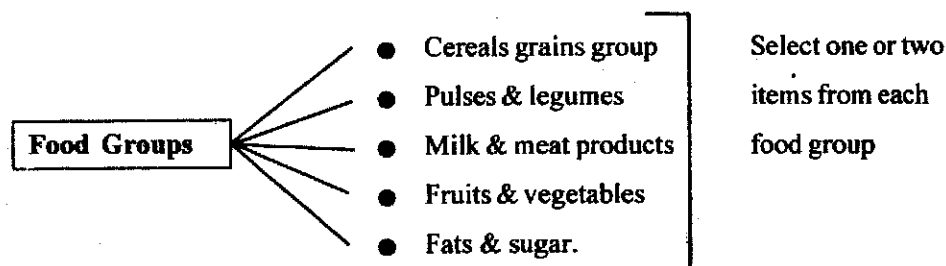 Food Groups
● Cereals grains group
● Pulses & legumes
● Milk & meat products
● Fruits & vegetables
● Fats & sugar.
Select one or two
items from each
food group